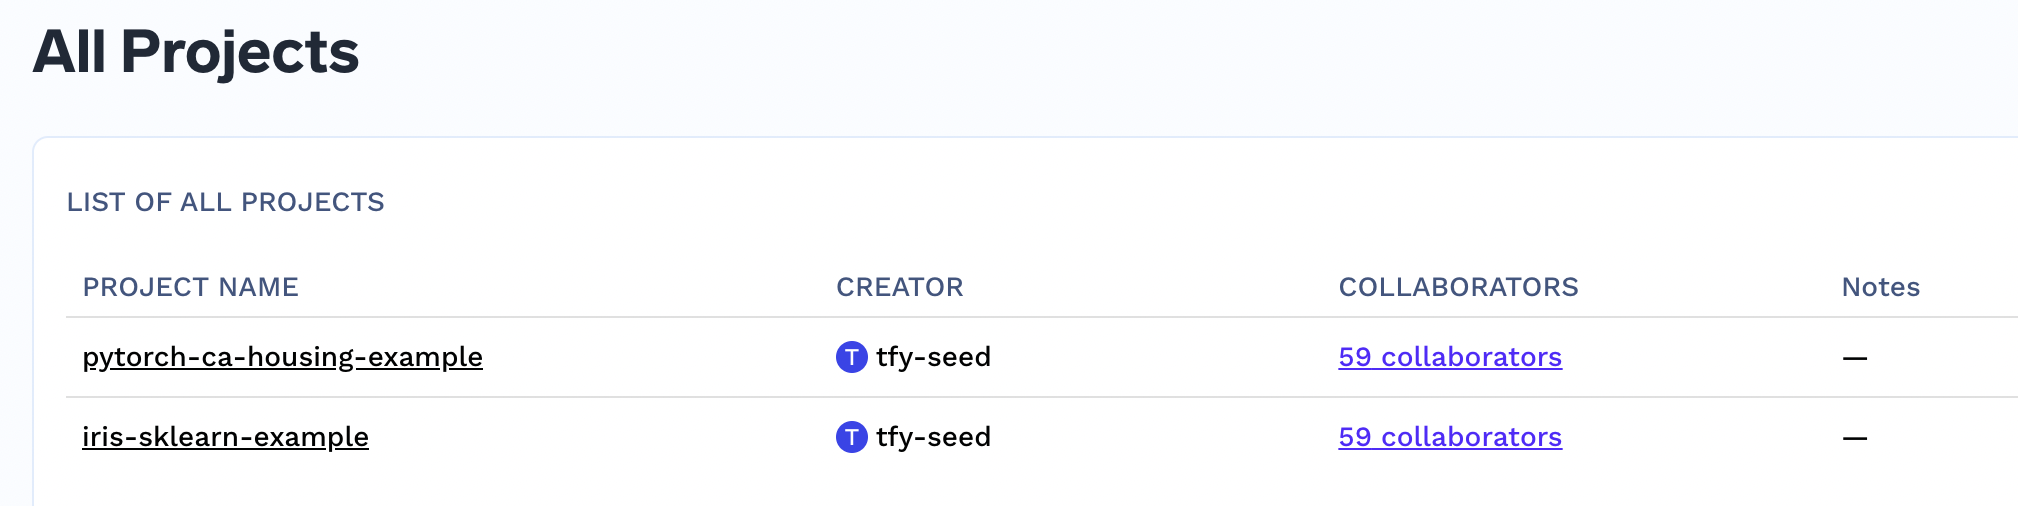 All Projects
LIST OF ALL PROJECTS
PROJECT NAME CREATOR COLLABORATORS Notes
pytorch-ca-housing-example T tfy-seed 59 collaborators —
iris-sklearn-example T tfy-seed 59 collaborators —